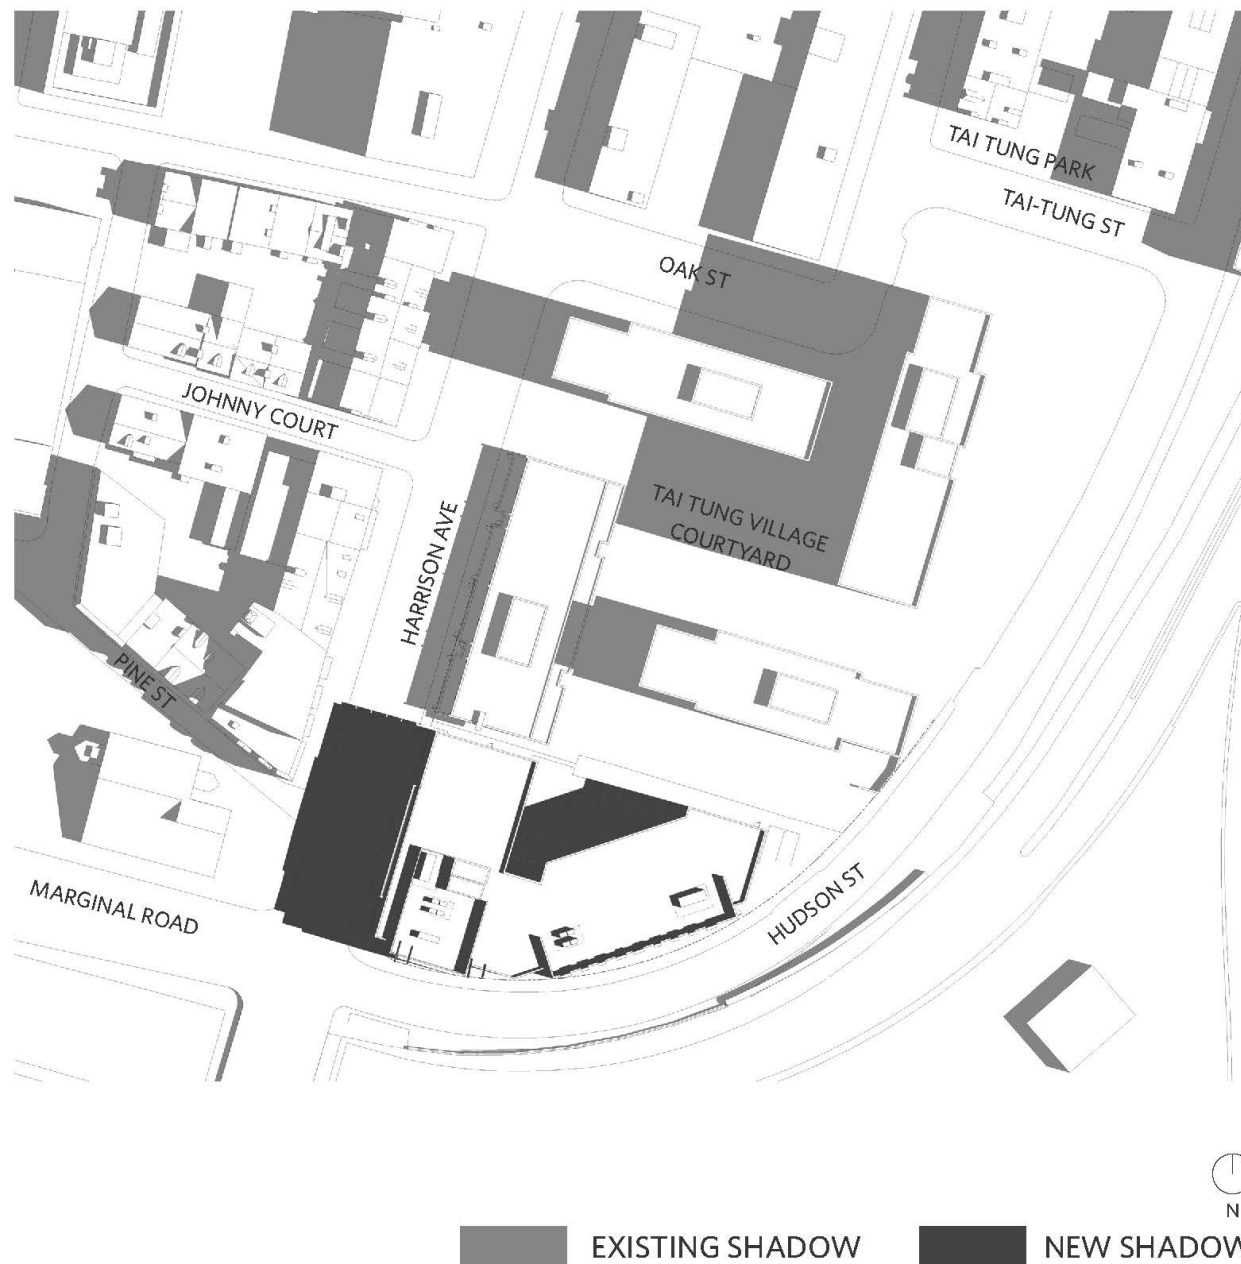 TAI TUNG PARK
TAI-TUNG ST
OAK ST
JOHNNY COURT
HARRISON AVE
TAI TUNG VILLAGE
COURTYARD
PINE ST
MARGINAL ROAD
HUDSON ST
N
EXISTING SHADOW
NEW SHADOW